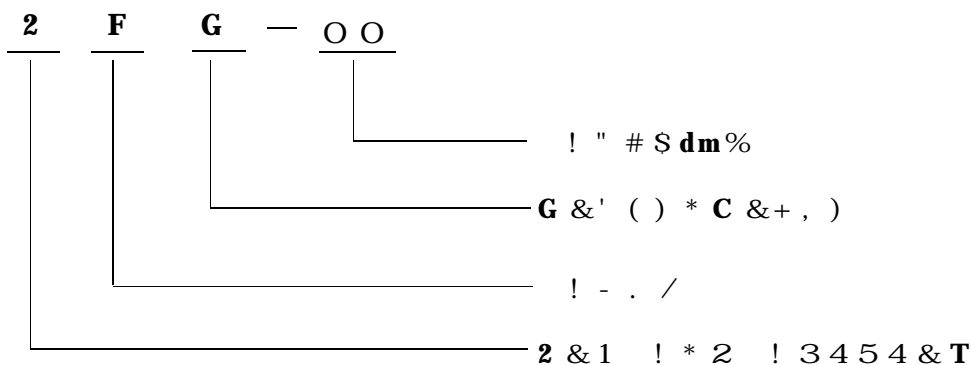 2 F G — O O
! " # $ dm%
G &' ( ) * C &+ , )
! - . /
2 &1 ! * 2 ! 3 4 5 4 & T